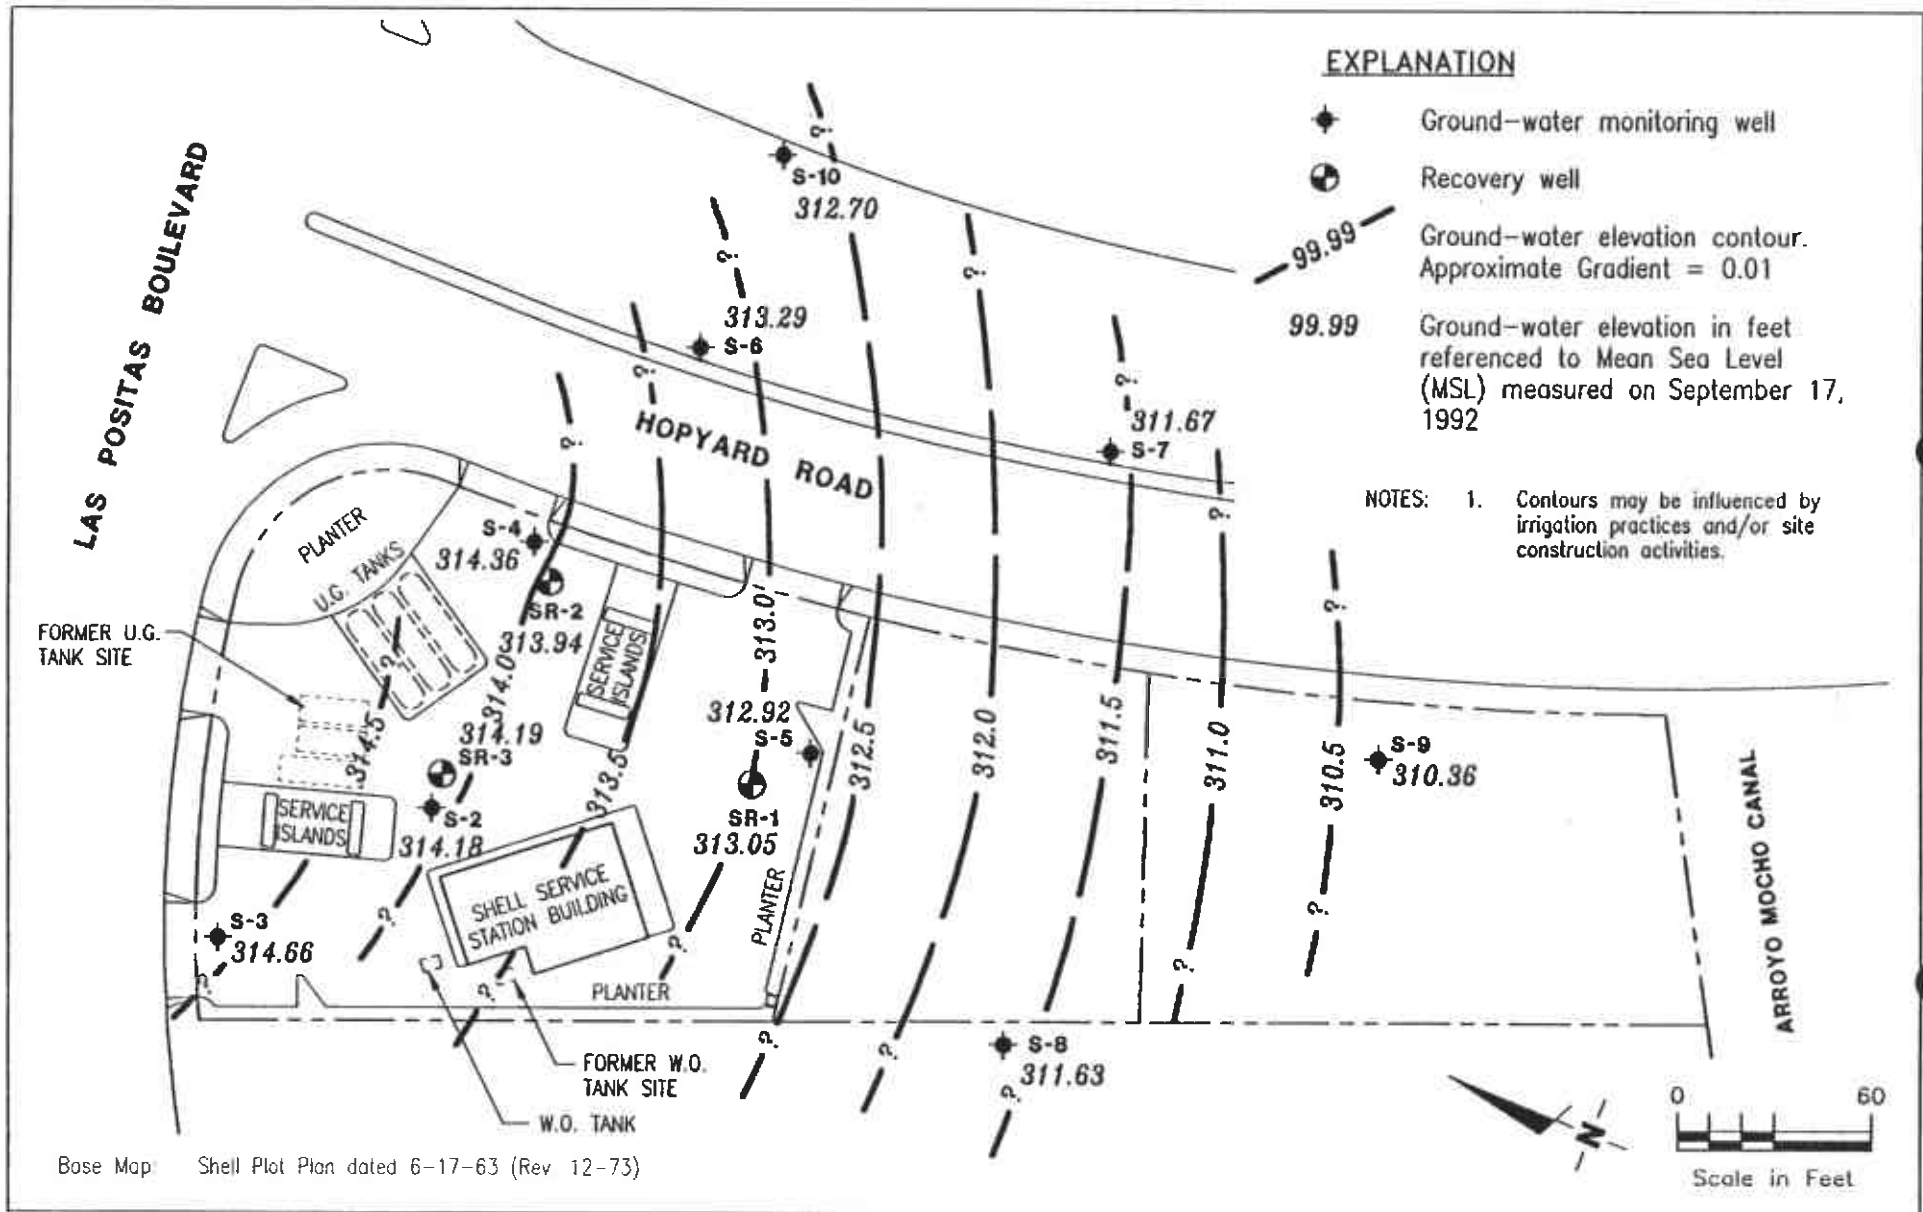 EXPLANATION
Ground-water monitoring well
Recovery well
99.99
Ground-water elevation contour.
Approximate Gradient = 0.01
99.99
Ground-water elevation in feet
referenced to Mean Sea Level
(MSL) measured on September 17,
1992
NOTES: 1. Contours may be influenced by
irrigation practices and/or site
construction activities.
LAS POSITAS BOULEVARD
HOPYARD ROAD
ARROYO MOCHO CANAL
?
S-10
312.70
?
?
313.29
S-6
?
?
311.67
S-7
?
?
?
S-4
314.36
SR-2
313.94
PLANTER
U.G. TANKS
FORMER U.G.
TANK SITE
?
SERVICE
ISLANDS
314.5
314.0
313.5
313.0
312.5
312.0
311.5
311.0
310.5
314.19
SR-3
312.92
S-5
S-9
310.36
SERVICE
ISLANDS
S-2
314.18
SR-1
313.05
SHELL SERVICE
STATION BUILDING
PLANTER
?
?
?
?
S-3
314.66
?
?
PLANTER
?
?
S-8
311.63
?
FORMER W.O.
TANK SITE
W.O. TANK
N
0 60
Scale in Feet
Base Map: Shell Plot Plan dated 6-17-63 (Rev 12-73)